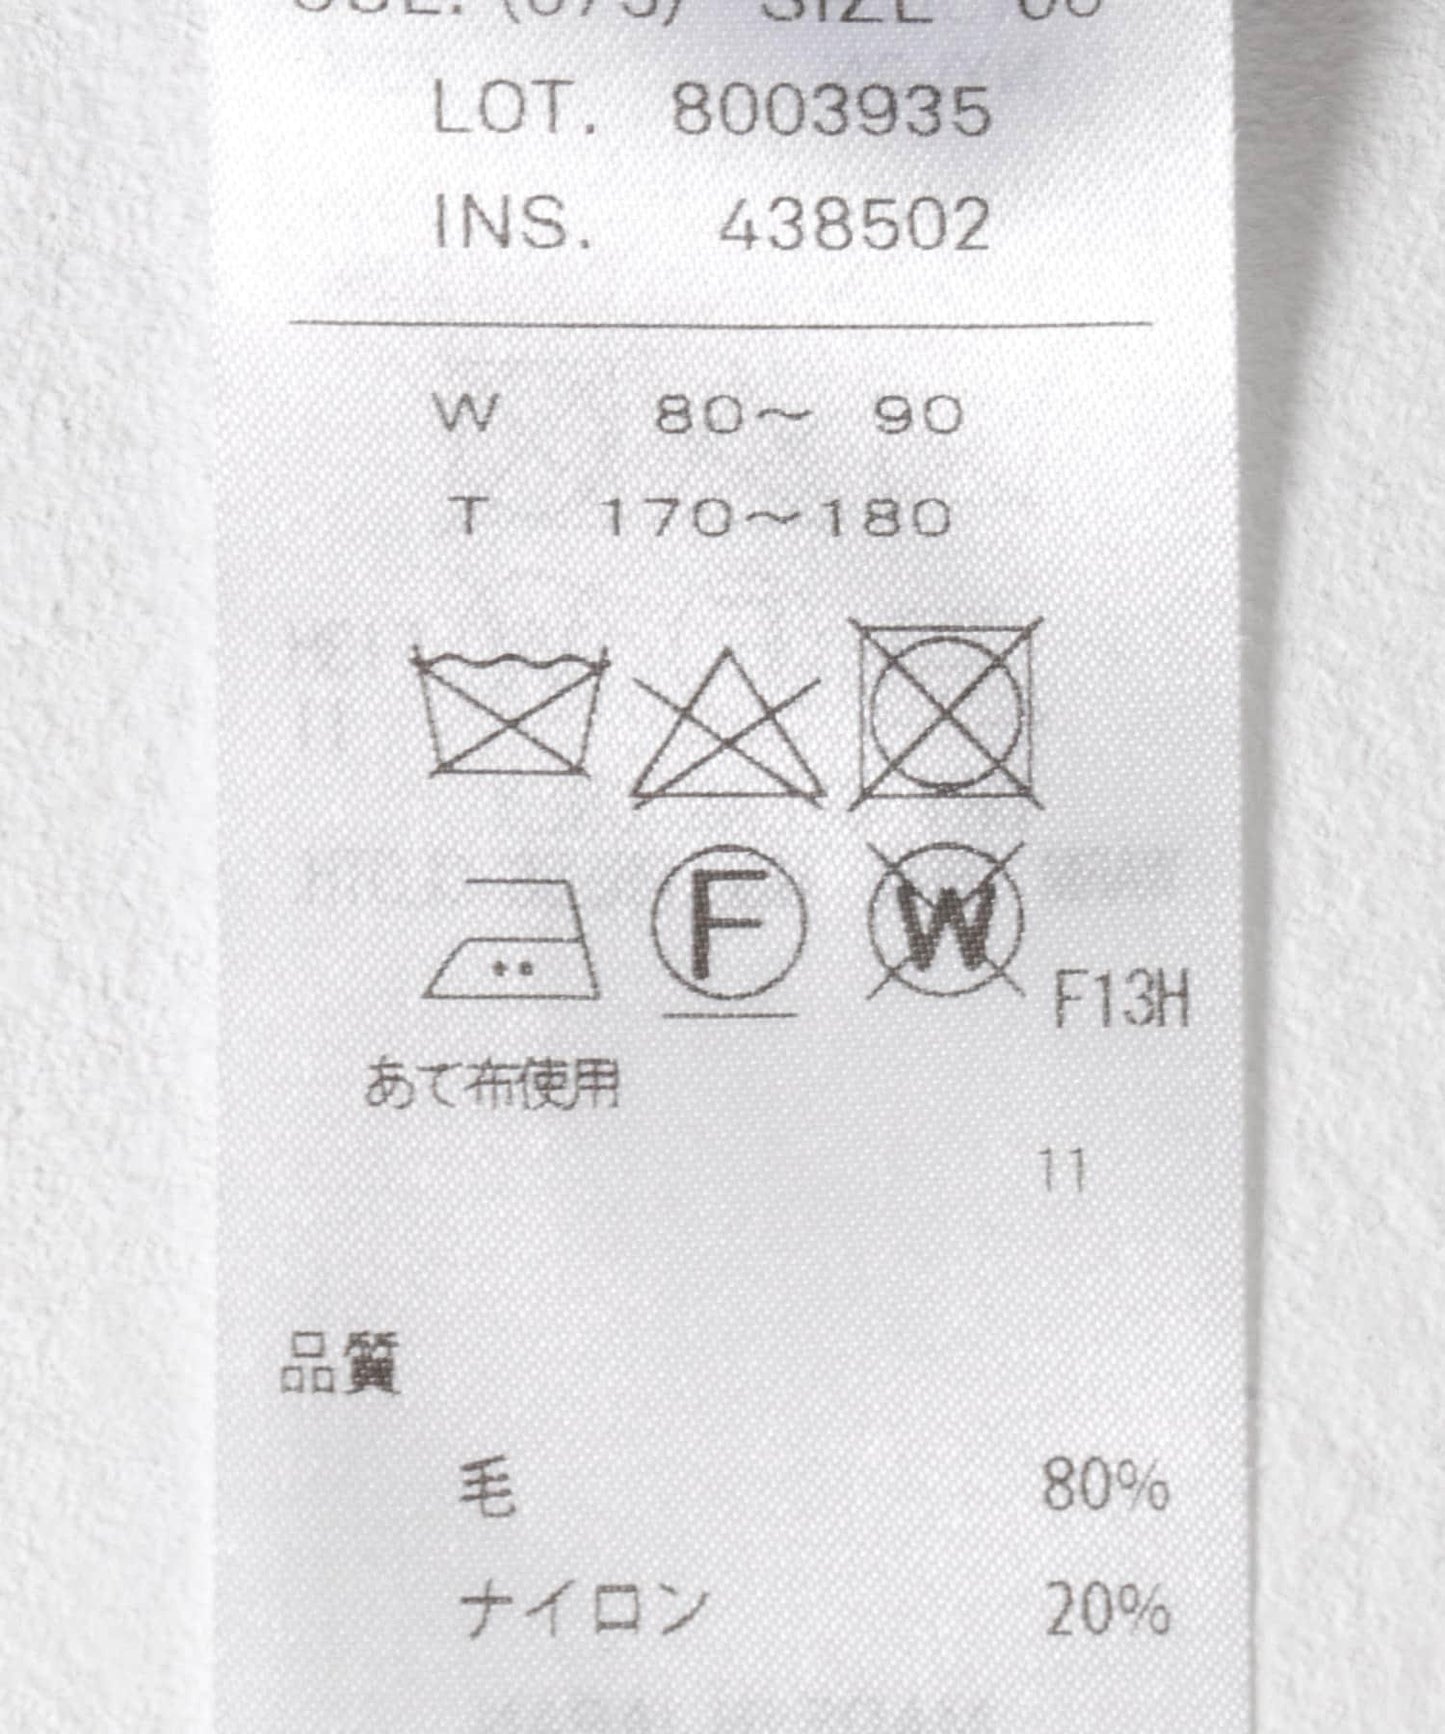 SIZE
LOT. 8003935
INS. 438502
W 80～ 90
T 170～180
F W F13H
あて布使用
11
品質
毛 80%
ナイロン 20%